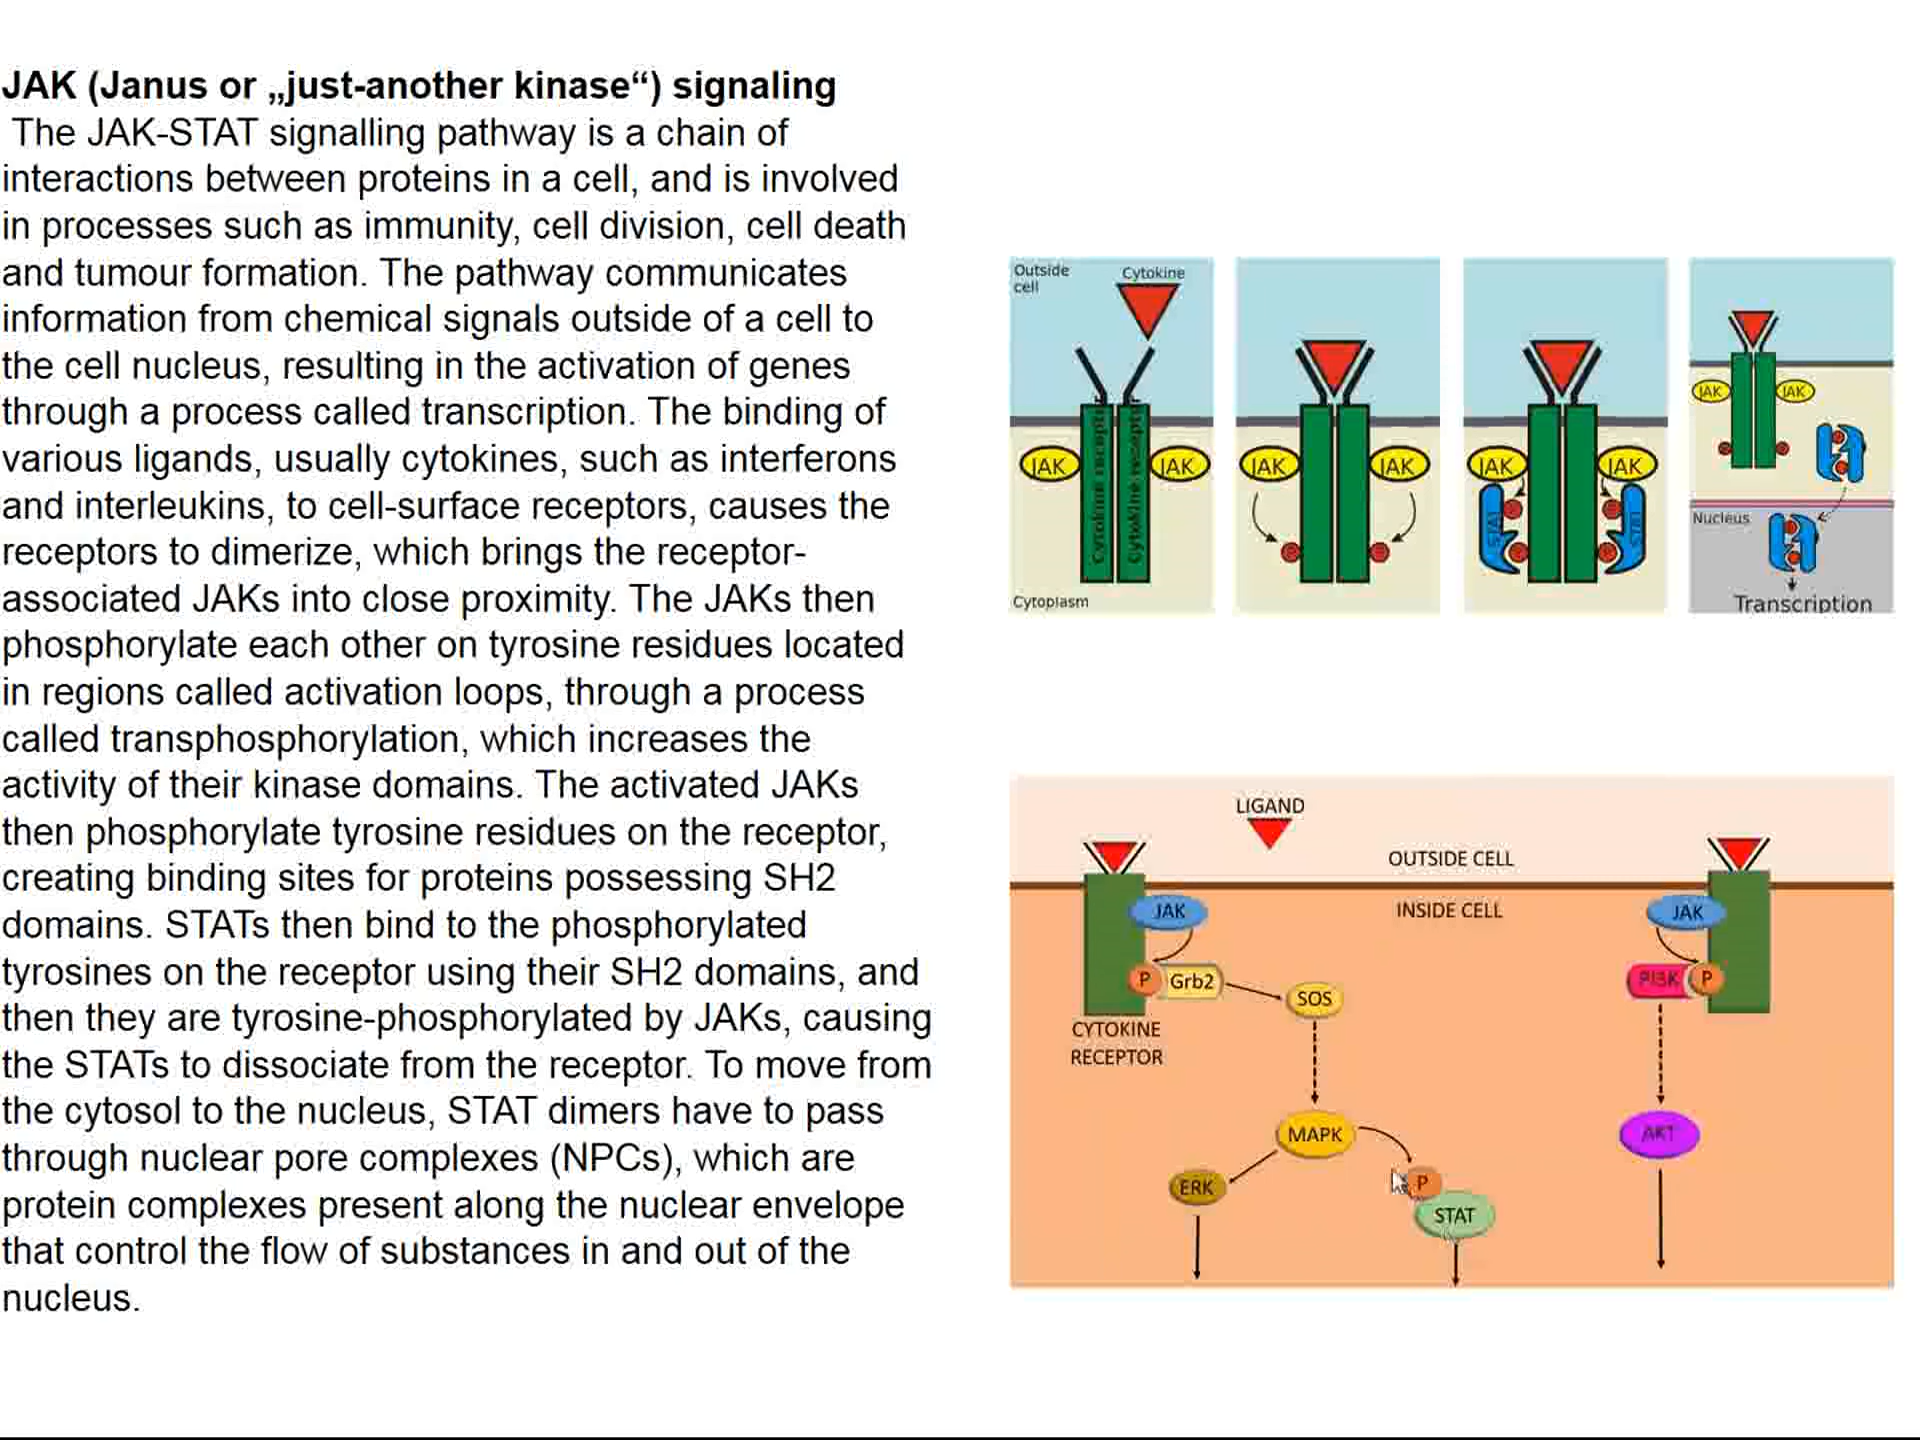 JAK (Janus or „just-another kinase“) signaling
The JAK-STAT signalling pathway is a chain of
interactions between proteins in a cell, and is involved
in processes such as immunity, cell division, cell death
and tumour formation. The pathway communicates
information from chemical signals outside of a cell to
the cell nucleus, resulting in the activation of genes
through a process called transcription. The binding of
various ligands, usually cytokines, such as interferons
and interleukins, to cell-surface receptors, causes the
receptors to dimerize, which brings the receptor-
associated JAKs into close proximity. The JAKs then
phosphorylate each other on tyrosine residues located
in regions called activation loops, through a process
called transphosphorylation, which increases the
activity of their kinase domains. The activated JAKs
then phosphorylate tyrosine residues on the receptor,
creating binding sites for proteins possessing SH2
domains. STATs then bind to the phosphorylated
tyrosines on the receptor using their SH2 domains, and
then they are tyrosine-phosphorylated by JAKs, causing
the STATs to dissociate from the receptor. To move from
the cytosol to the nucleus, STAT dimers have to pass
through nuclear pore complexes (NPCs), which are
protein complexes present along the nuclear envelope
that control the flow of substances in and out of the
nucleus.
Outside
cell
Cytokine
JAK
Cytokine receptor
Cytokine receptor
JAK
Cytoplasm
JAK
JAK
JAK
JAK
STAT
STAT
JAK
JAK
Nucleus
Transcription
LIGAND
OUTSIDE CELL
INSIDE CELL
JAK
JAK
P
Grb2
SOS
PI3K
P
CYTOKINE
RECEPTOR
MAPK
AKT
ERK
P
STAT